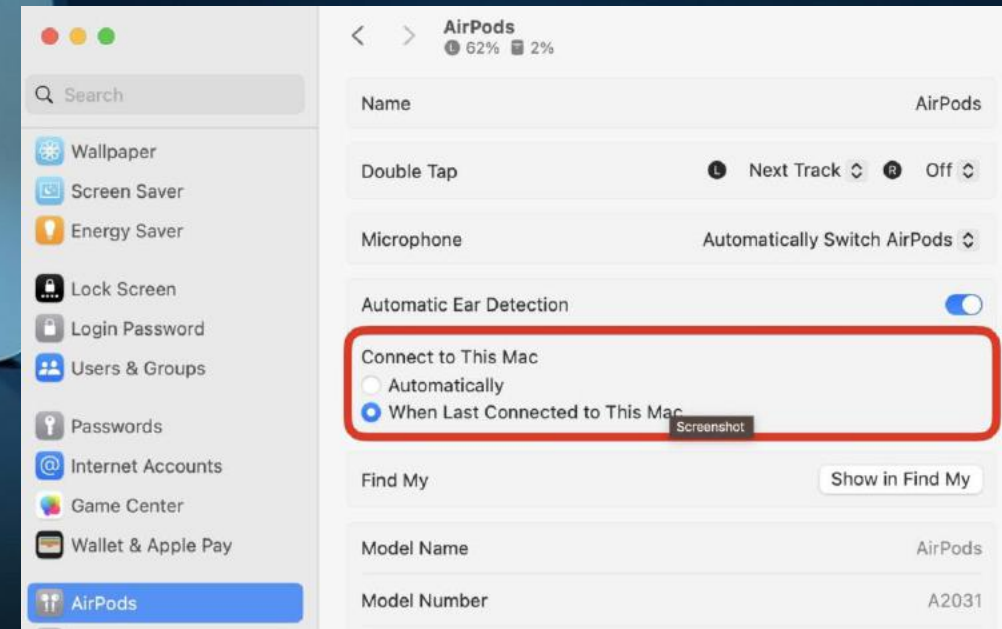 Search
Wallpaper
Screen Saver
Energy Saver
Lock Screen
Login Password
Users & Groups
Passwords
Internet Accounts
Game Center
Wallet & Apple Pay
AirPods
AirPods
L 62% 2%
Name AirPods
Double Tap L Next Track R Off
Microphone Automatically Switch AirPods
Automatic Ear Detection
Connect to This Mac
Automatically
When Last Connected to This Mac
Screenshot
Find My Show in Find My
Model Name AirPods
Model Number A2031